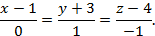 (x − 1)/0 = (y + 3)/1 = (z − 4)/−1.